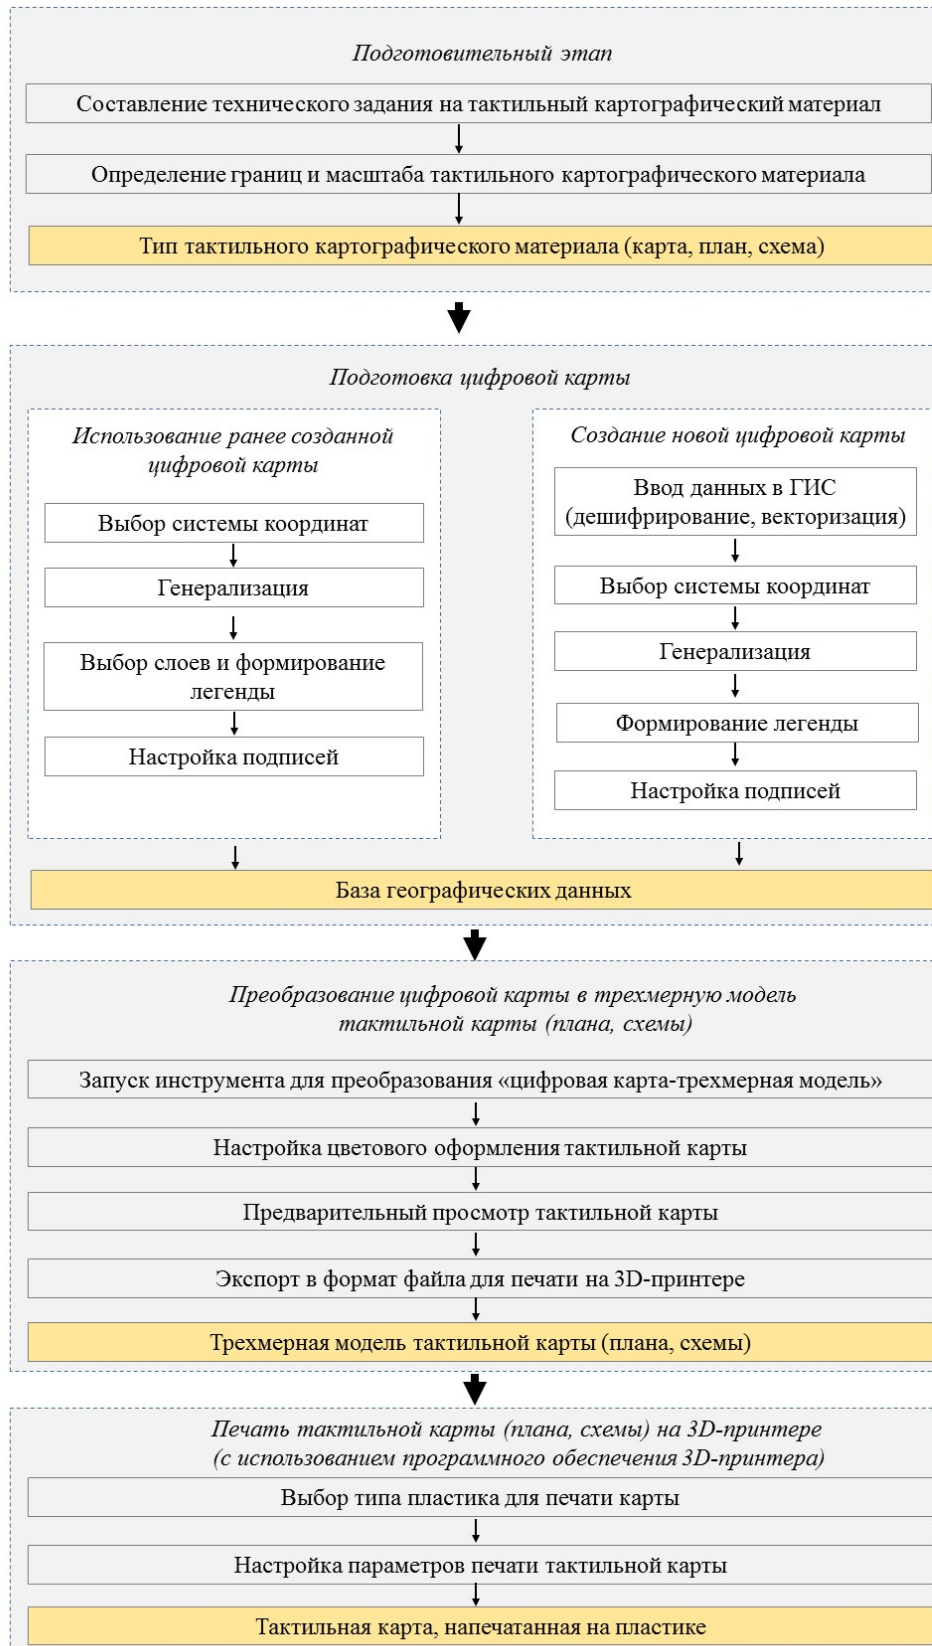 Подготовительный этап
Составление технического задания на тактильный картографический материал
Определение границ и масштаба тактильного картографического материала
Тип тактильного картографического материала (карта, план, схема)
Подготовка цифровой карты
Использование ранее созданной
цифровой карты
Выбор системы координат
Генерализация
Выбор слоев и формирование
легенды
Настройка подписей
Создание новой цифровой карты
Ввод данных в ГИС
(дешифрирование, векторизация)
Выбор системы координат
Генерализация
Формирование легенды
Настройка подписей
База географических данных
Преобразование цифровой карты в трехмерную модель
тактильной карты (плана, схемы)
Запуск инструмента для преобразования «цифровая карта-трехмерная модель»
Настройка цветового оформления тактильной карты
Предварительный просмотр тактильной карты
Экспорт в формат файла для печати на 3D-принтере
Трехмерная модель тактильной карты (плана, схемы)
Печать тактильной карты (плана, схемы) на 3D-принтере
(с использованием программного обеспечения 3D-принтера)
Выбор типа пластика для печати карты
Настройка параметров печати тактильной карты
Тактильная карта, напечатанная на пластике